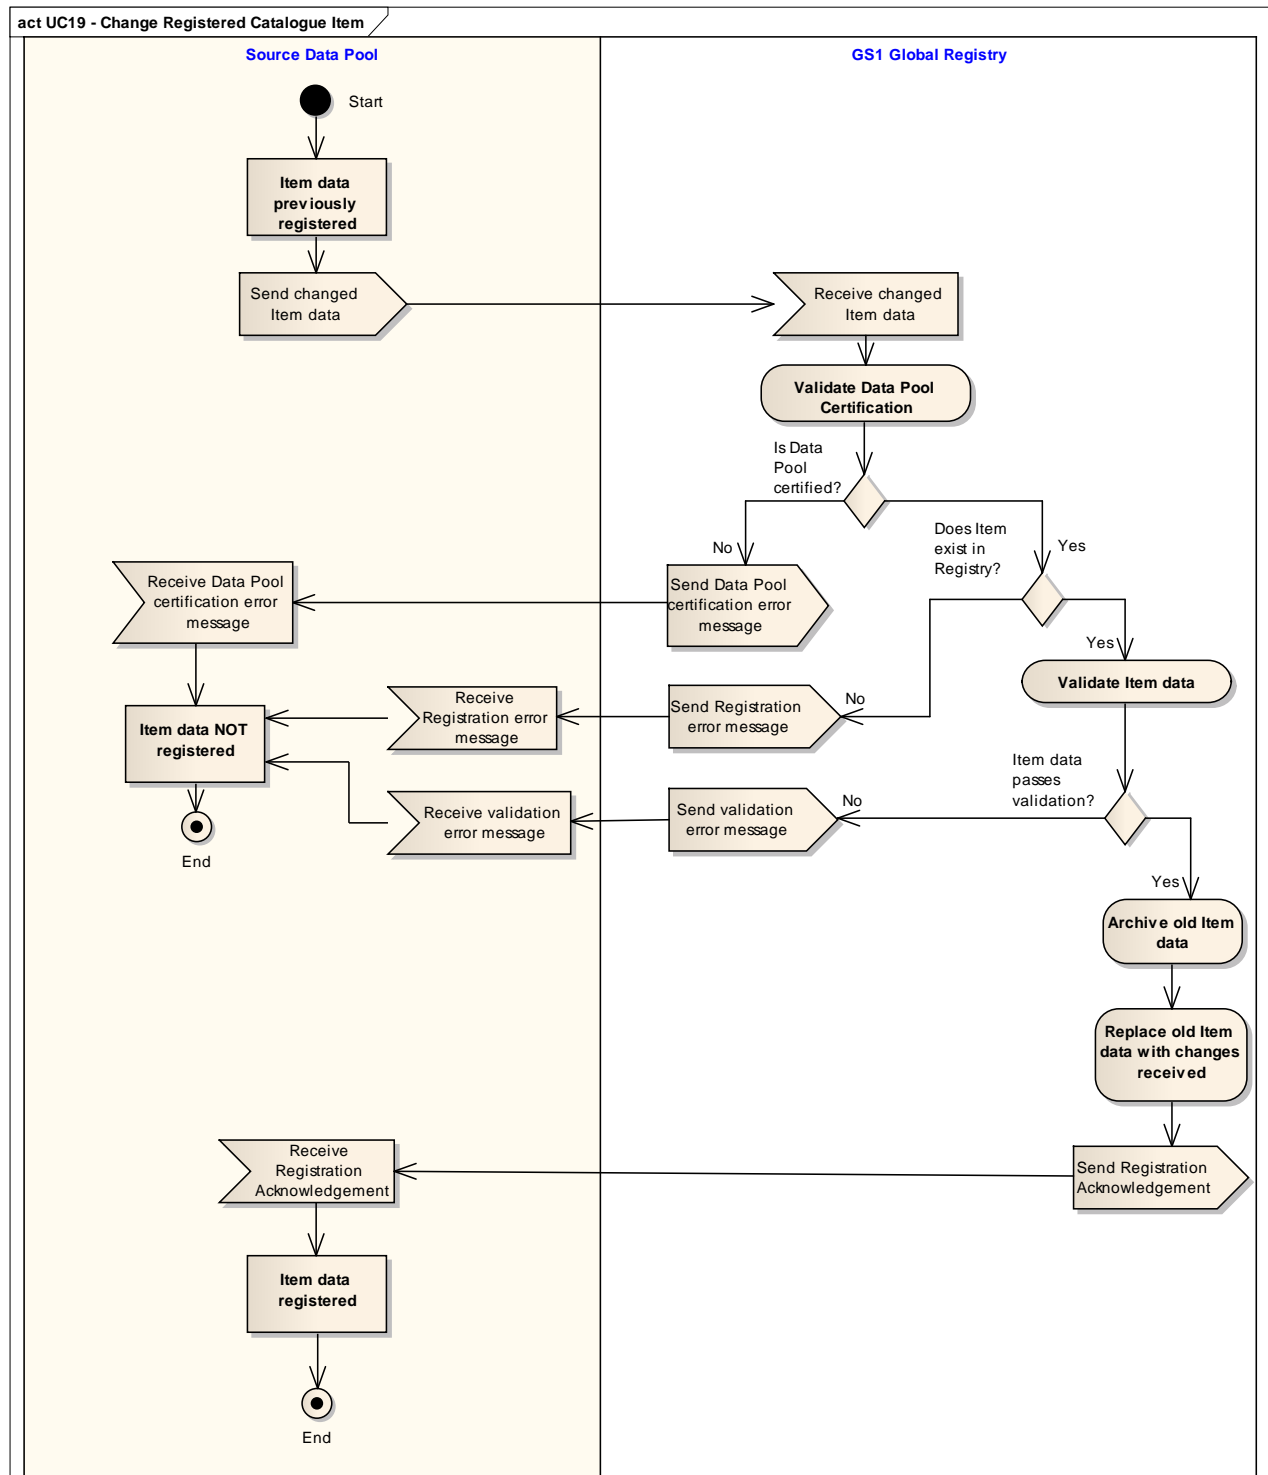 act UC19 - Change Registered Catalogue Item
Source Data Pool
GS1 Global Registry
Start
Item data
previously
registered
Send changed
Item data
Receive changed
Item data
Validate Data Pool
Certification
Is Data
Pool
certified?
Does Item
exist in
Registry?
No
Yes
Receive Data Pool
certification error
message
Send Data Pool
certification error
message
Yes
Validate Item data
Receive
Registration error
message
Send Registration
error message
No
Item data NOT
registered
Item data
passes
validation?
Receive validation
error message
Send validation
error message
No
End
Yes
Archive old Item
data
Replace old Item
data with changes
received
Receive
Registration
Acknowledgement
Send Registration
Acknowledgement
Item data
registered
End